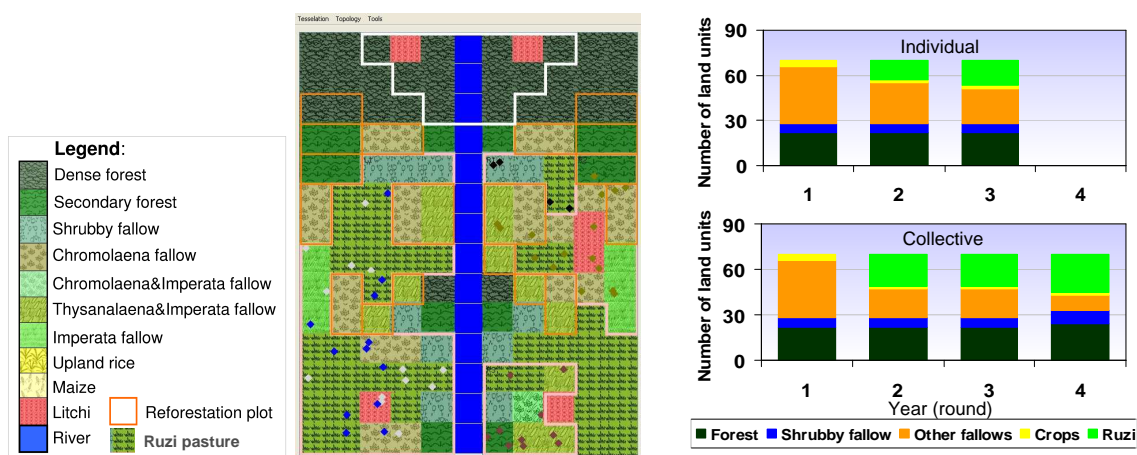 Legend:
Dense forest
Secondary forest
Shrubby fallow
Chromolaena fallow
Chromolaena&Imperata fallow
Thysanalaena&Imperata fallow
Imperata fallow
Upland rice
Maize
Litchi
Reforestation plot
River
Ruzi pasture
Tesselation Topology Tools
Number of land units
90
60
30
0
Individual
1 2 3 4
Number of land units
90
60
30
0
Collective
1 2 3 4
Year (round)
Forest Shrubby fallow Other fallows Crops Ruzi